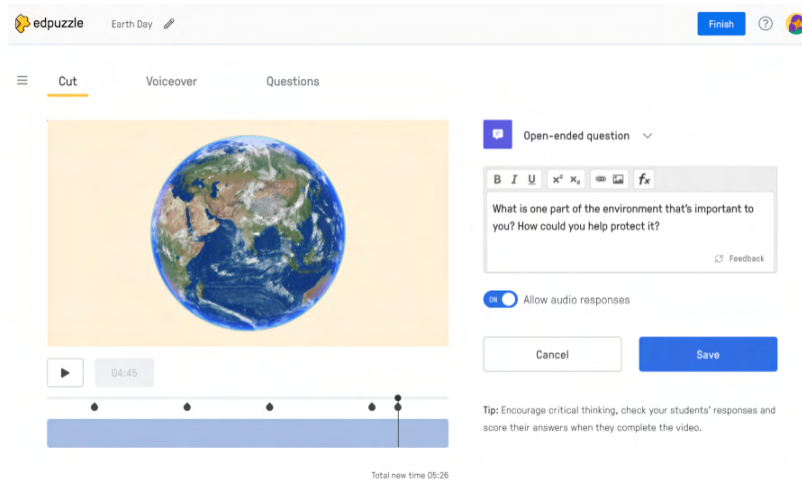 edpuzzle
Earth Day
Finish
?
Cut
Voiceover
Questions
Open-ended question
B I U x² x₂ fx
What is one part of the environment that's important to
you? How could you help protect it?
Feedback
ON Allow audio responses
04:45
Cancel
Save
Tip: Encourage critical thinking, check your students' responses and
score their answers when they complete the video.
Total new time 05:26